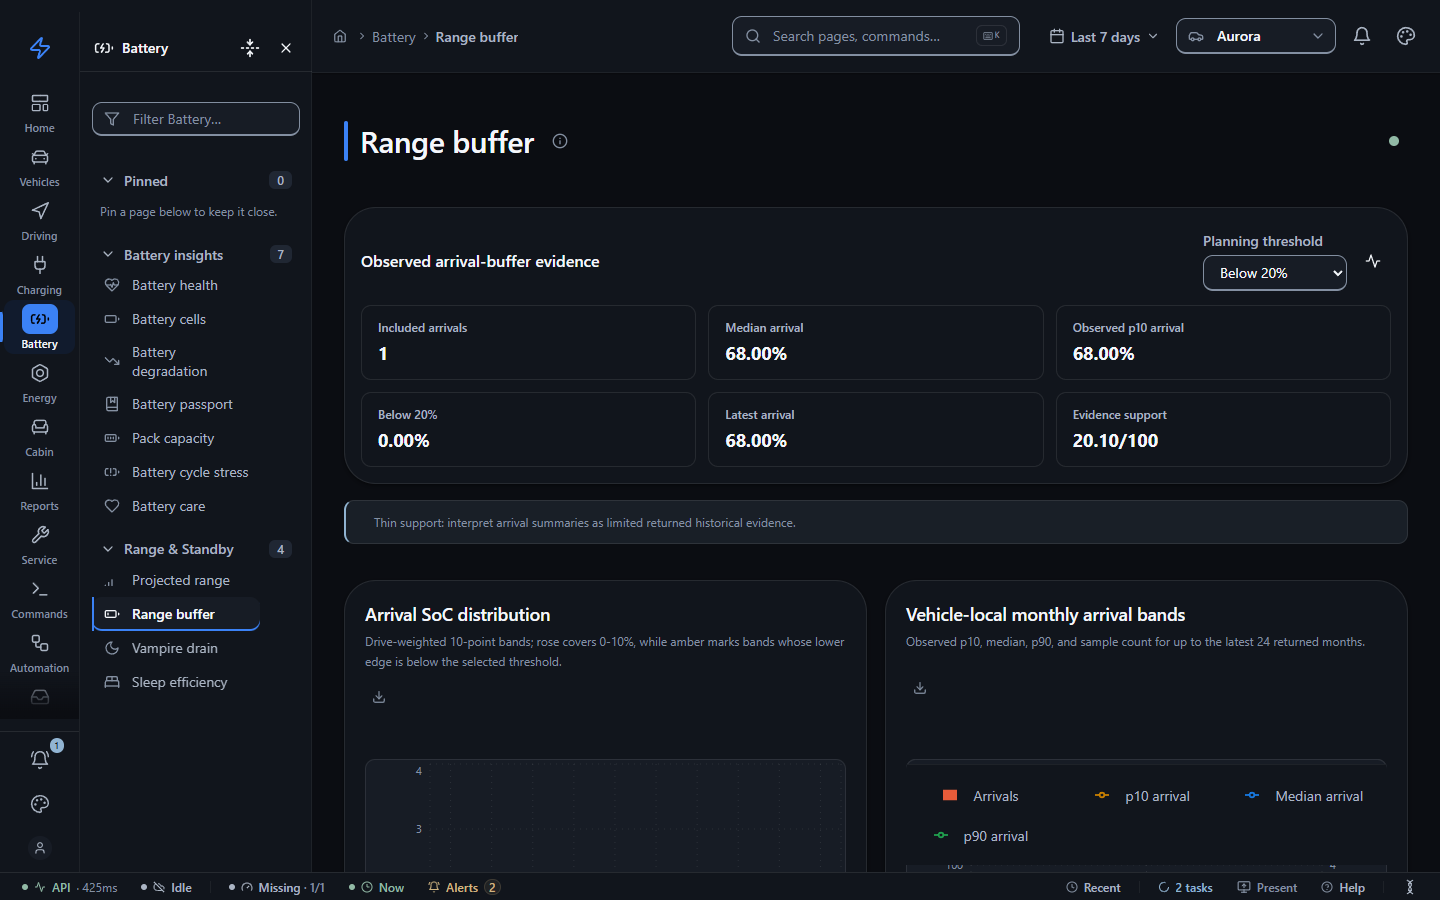 Battery
Battery
Range buffer
Search pages, commands...
K
Last 7 days
Aurora
Home
Vehicles
Driving
Charging
Battery
Energy
Cabin
Reports
Service
Commands
Automation
1
Filter Battery...
Pinned
0
Pin a page below to keep it close.
Battery insights
7
Battery health
Battery cells
Battery
degradation
Battery passport
Pack capacity
Battery cycle stress
Battery care
Range & Standby
4
Projected range
Range buffer
Vampire drain
Sleep efficiency
Range buffer
Observed arrival-buffer evidence
Planning threshold
Below 20%
Included arrivals
1
Median arrival
68.00%
Observed p10 arrival
68.00%
Below 20%
0.00%
Latest arrival
68.00%
Evidence support
20.10/100
Thin support: interpret arrival summaries as limited returned historical evidence.
Arrival SoC distribution
Drive-weighted 10-point bands; rose covers 0-10%, while amber marks bands whose lower
edge is below the selected threshold.
4
3
Vehicle-local monthly arrival bands
Observed p10, median, p90, and sample count for up to the latest 24 returned months.
Arrivals
p10 arrival
Median arrival
p90 arrival
100
4
API · 425ms
Idle
Missing · 1/1
Now
Alerts 2
Recent
2 tasks
Present
Help